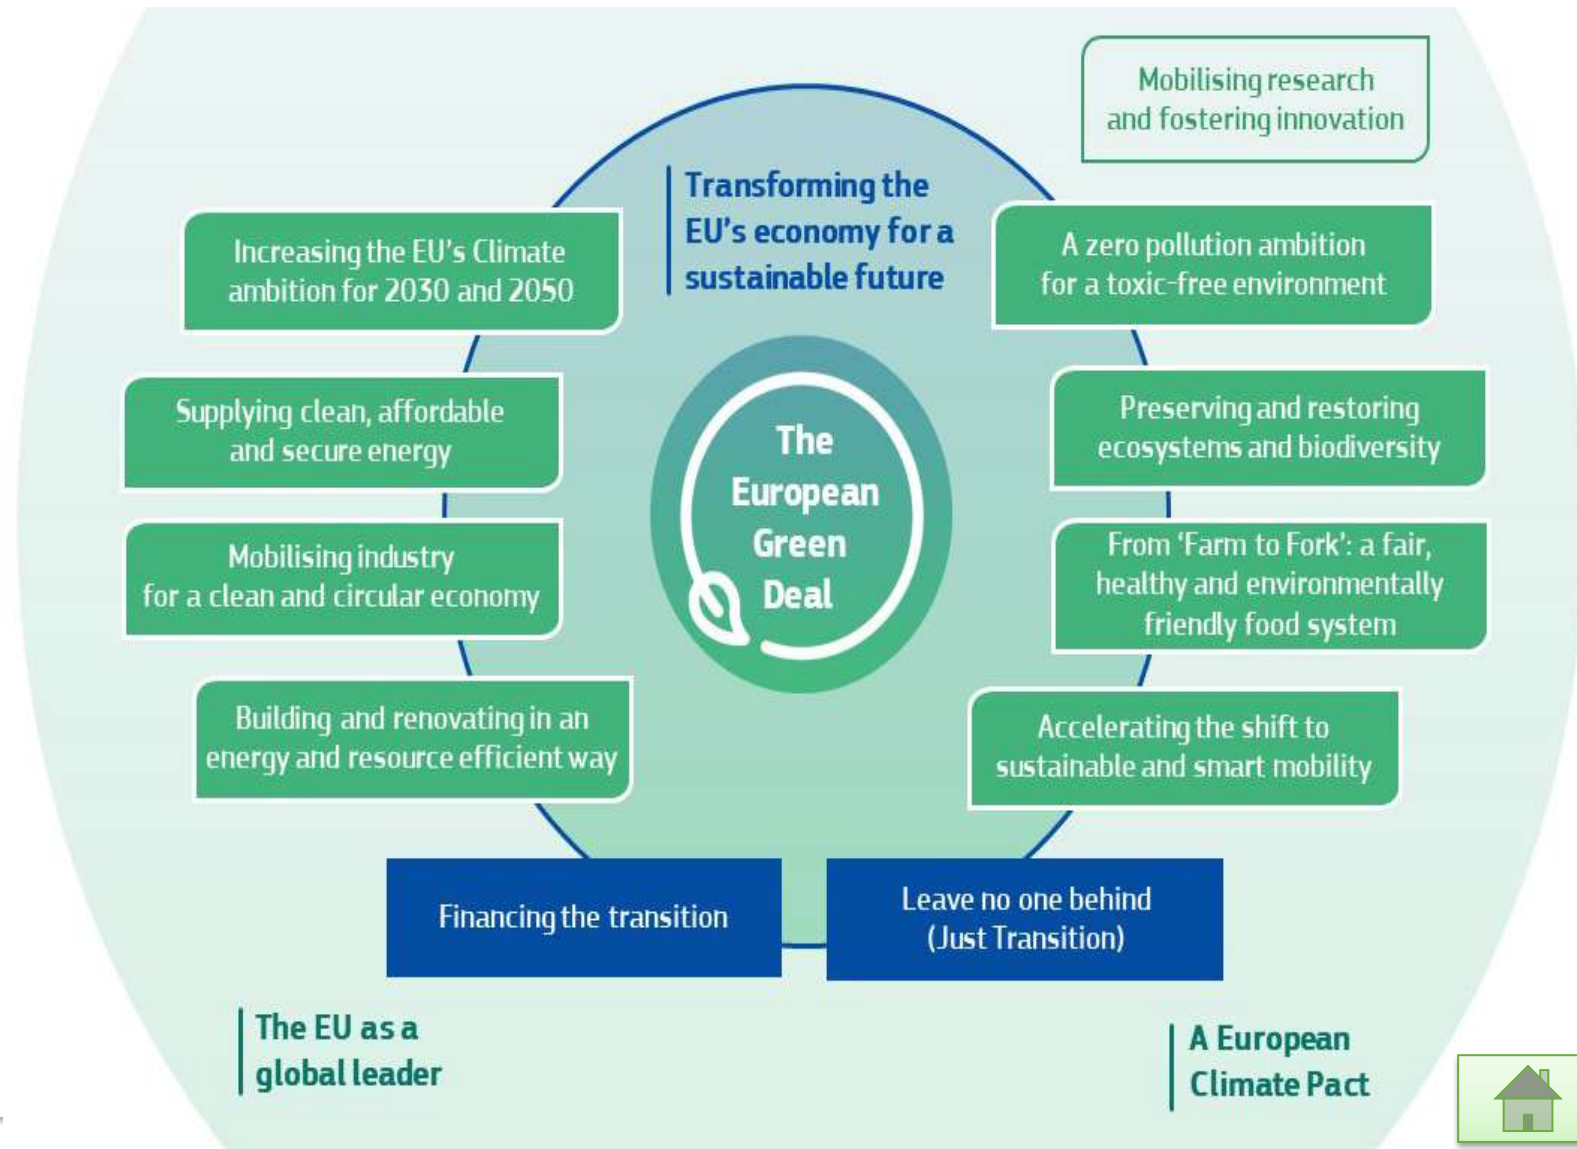 Mobilising research
and fostering innovation
Transforming the
EU's economy for a
sustainable future
Increasing the EU's Climate
ambition for 2030 and 2050
Supplying clean, affordable
and secure energy
Mobilising industry
for a clean and circular economy
Building and renovating in an
energy and resource efficient way
The
European
Green
Deal
A zero pollution ambition
for a toxic-free environment
Preserving and restoring
ecosystems and biodiversity
From ‘Farm to Fork’: a fair,
healthy and environmentally
friendly food system
Accelerating the shift to
sustainable and smart mobility
Financing the transition
Leave no one behind
(Just Transition)
The EU as a
global leader
A European
Climate Pact